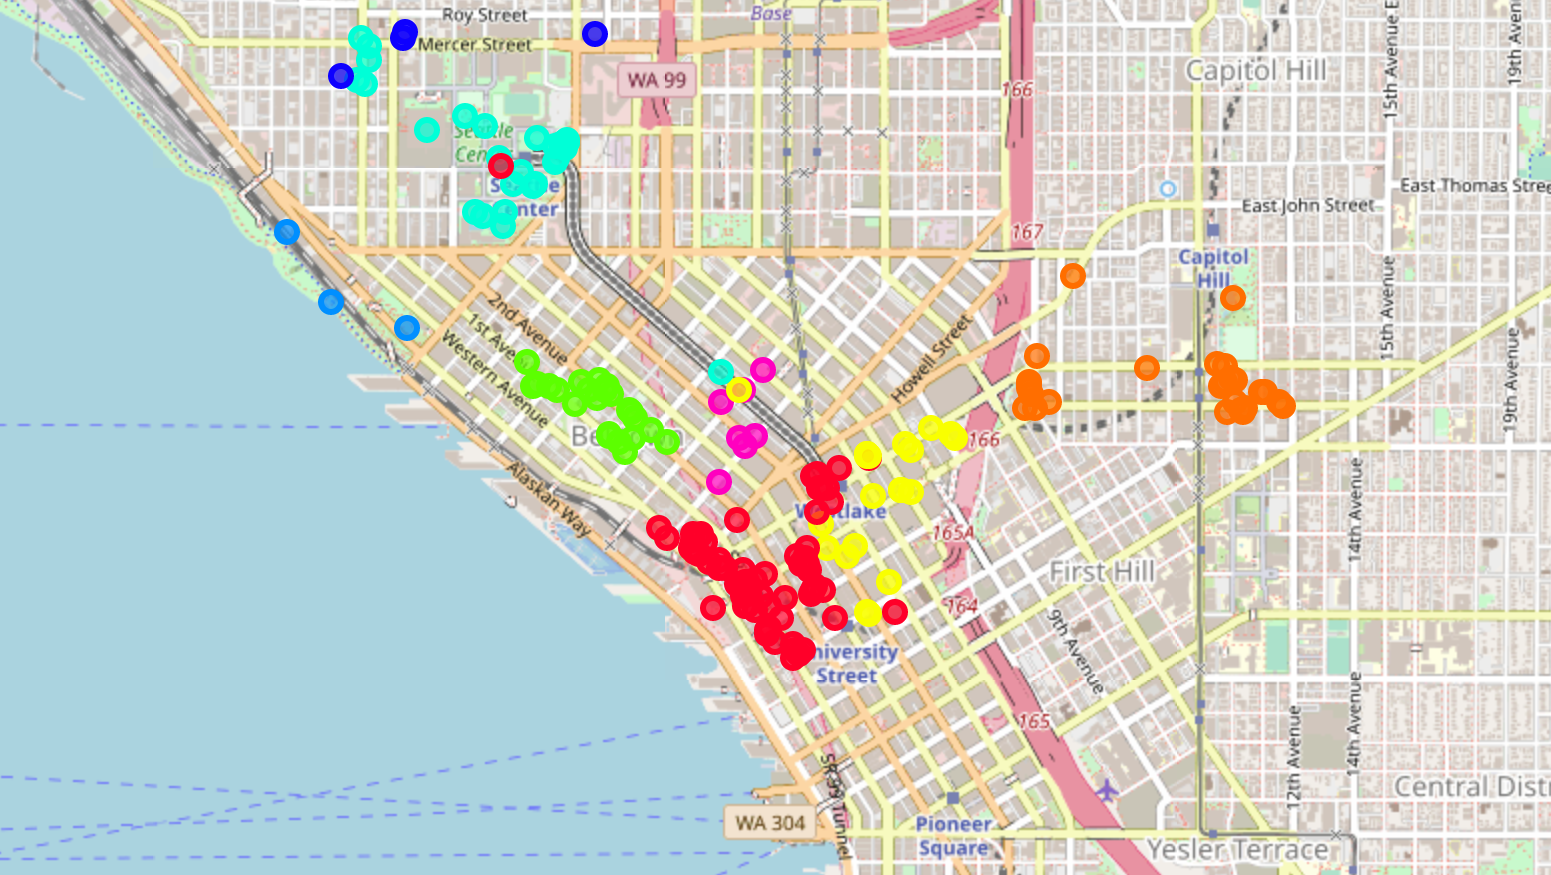 Roy Street
Base
Mercer Street
WA 99
166
Capitol Hill
15th Avenue E
19th Aven
Seattle
Center
East Thomas Stree
East John Street
167
Capitol
Hill
2nd Avenue
1st Ave
Western Avenue
Howell Street
15th Avenue
19th Avenue
166
Alaskan Way
Westlake
165A
14th Avenue
First Hill
164
9th Avenue
University
Street
165
14th Avenue
12th Avenue
SR 99 Tunnel
Central Distr
WA 304
Pioneer
Square
Yesler Terrace